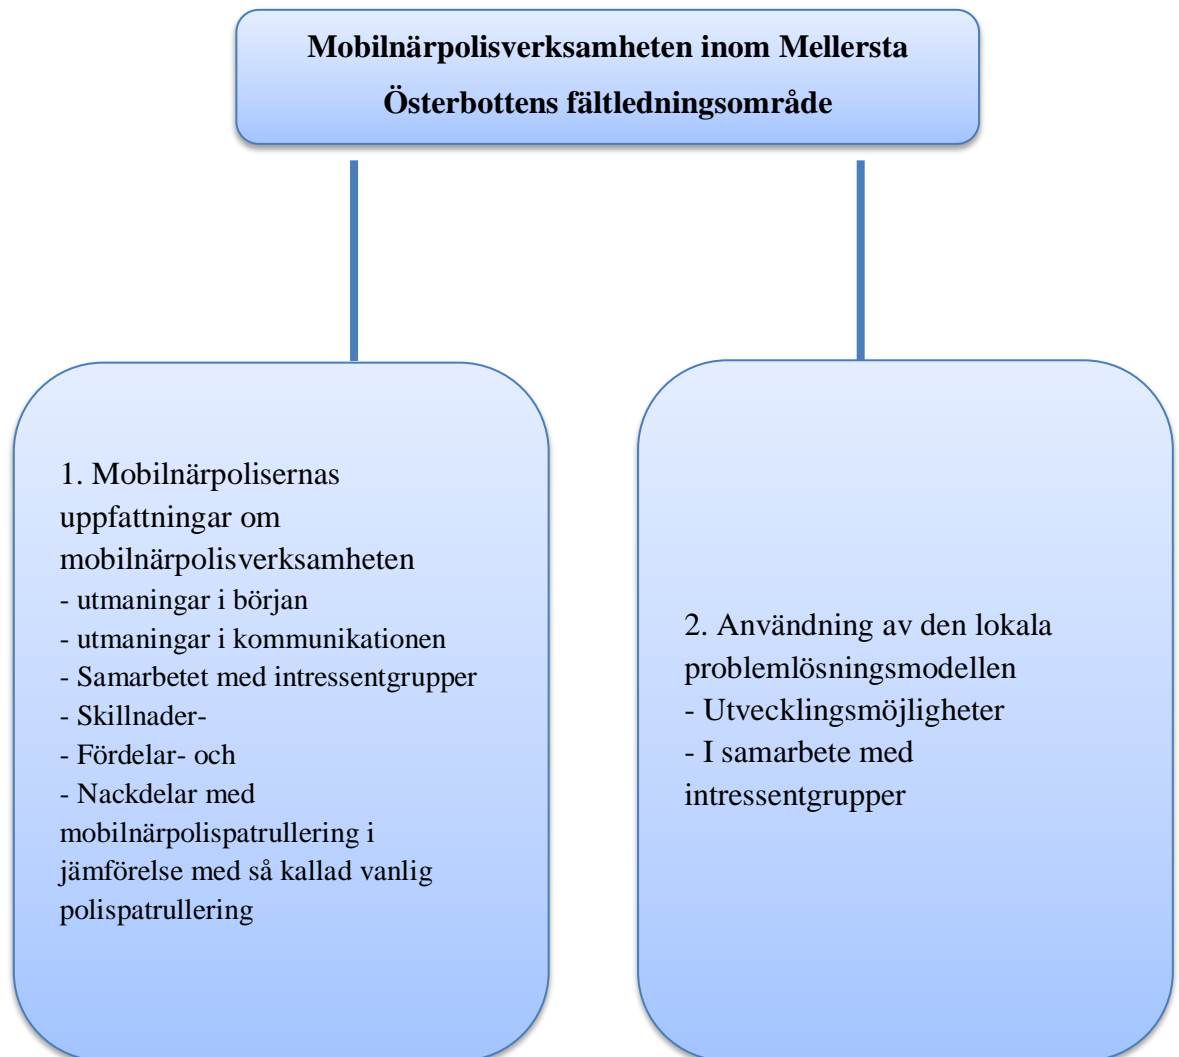 Mobilnärpolisverksamheten inom Mellersta
Österbottens fältledningsområde
1. Mobilnärpolisernas
uppfattningar om
mobilnärpolisverksamheten
- utmaningar i början
- utmaningar i kommunikationen
- Samarbetet med intressentgrupper
- Skillnader-
- Fördelar- och
- Nackdelar med
mobilnärpolispatrullering i
jämförelse med så kallad vanlig
polispatrullering
2. Användning av den lokala
problemlösningsmodellen
- Utvecklingsmöjligheter
- I samarbete med
intressentgrupper